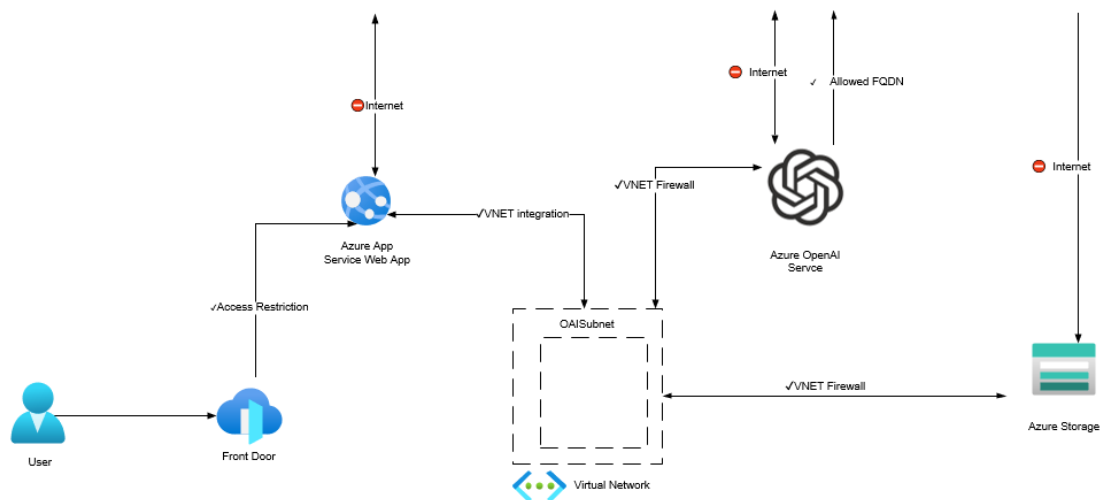 Internet
✓ Allowed FQDN
Internet
Internet
✓VNET Firewall
✓VNET integration
Azure App
Service Web App
Azure OpenAI
Servce
✓Access Restriction
OAISubnet
✓VNET Firewall
Azure Storage
User
Front Door
Virtual Network